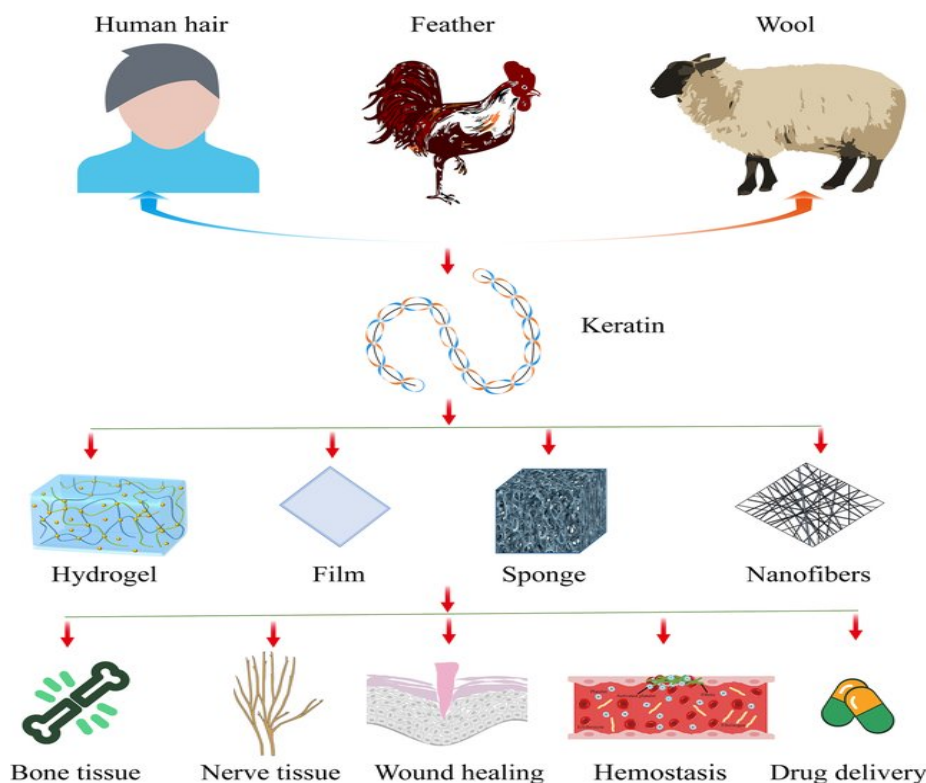 Human hair
Feather
Wool
Keratin
Hydrogel
Film
Sponge
Nanofibers
Bone tissue
Nerve tissue
Wound healing
Hemostasis
Drug delivery